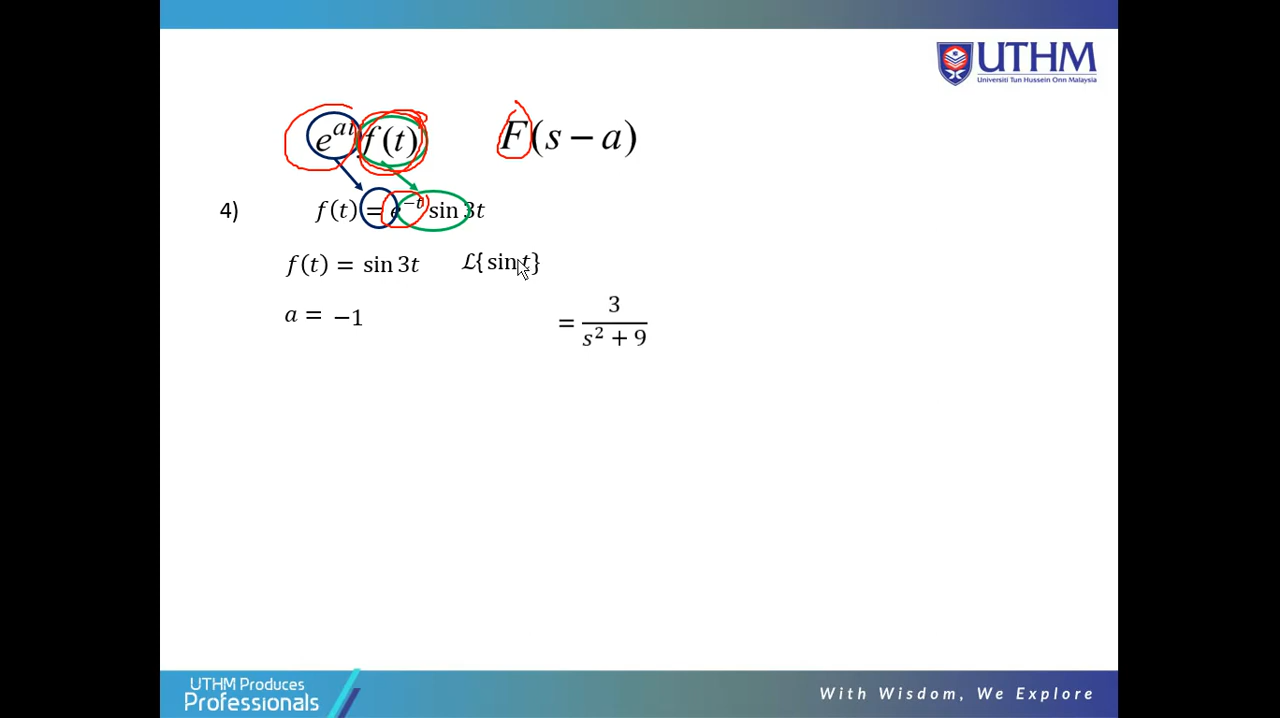 UTHM
Universiti Tun Hussein Onn Malaysia
e^{at} f(t) F(s − a)
4) f(t) = e^{−t} sin 3t
f(t) = sin 3t ℒ{ sin t}
a = −1
= 3/(s² + 9)
UTHM Produces
Professionals
With Wisdom, We Explore